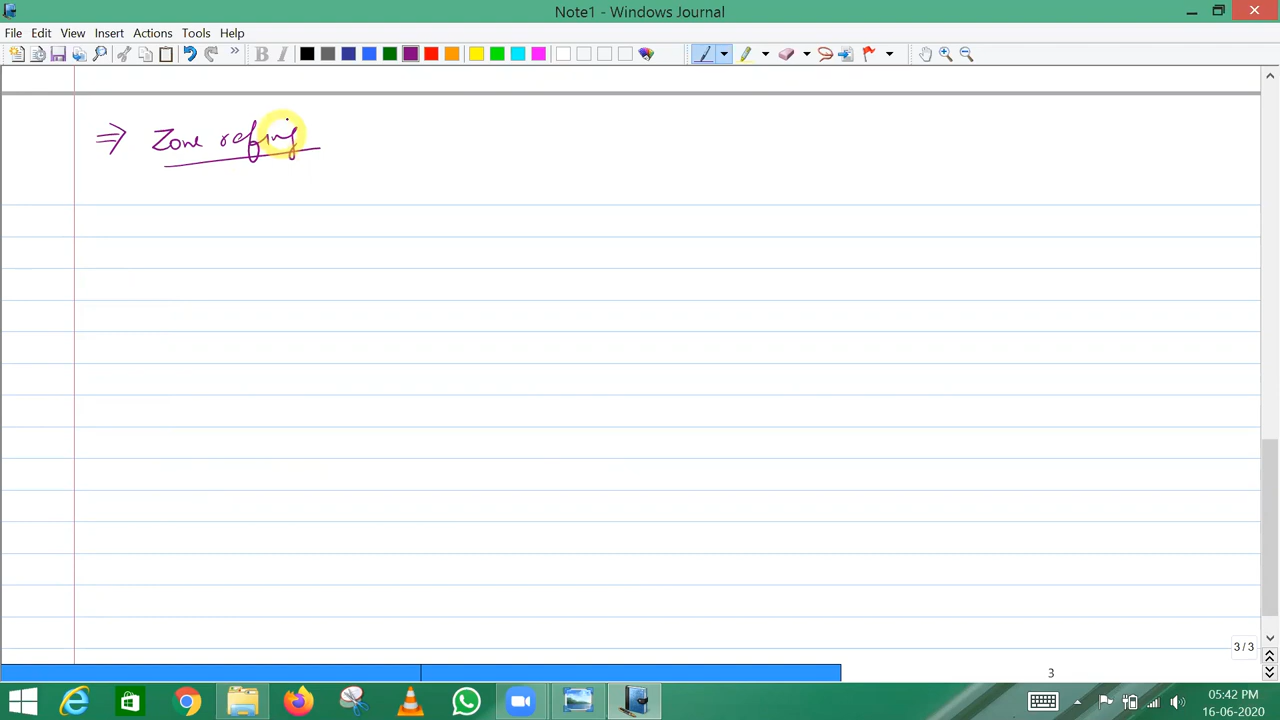 Note1 - Windows Journal
File Edit View Insert Actions Tools Help
B I
⇒ Zone refing
3/3
3
05:42 PM
16-06-2020